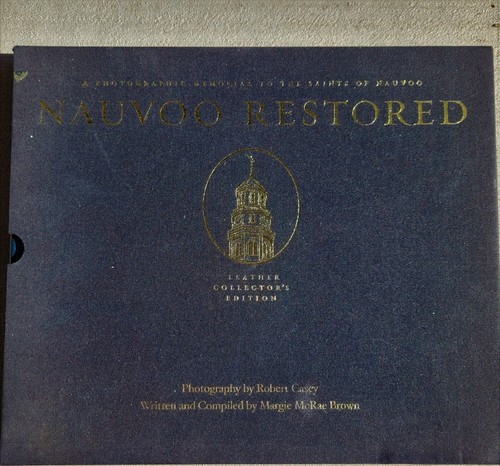 A PHOTOGRAPHIC MEMORIAL TO THE SAINTS OF NAUVOO
NAUVOO RESTORED
LEATHER
COLLECTOR'S
EDITION
Photography by Robert Casey
Written and Compiled by Margie McRae Brown